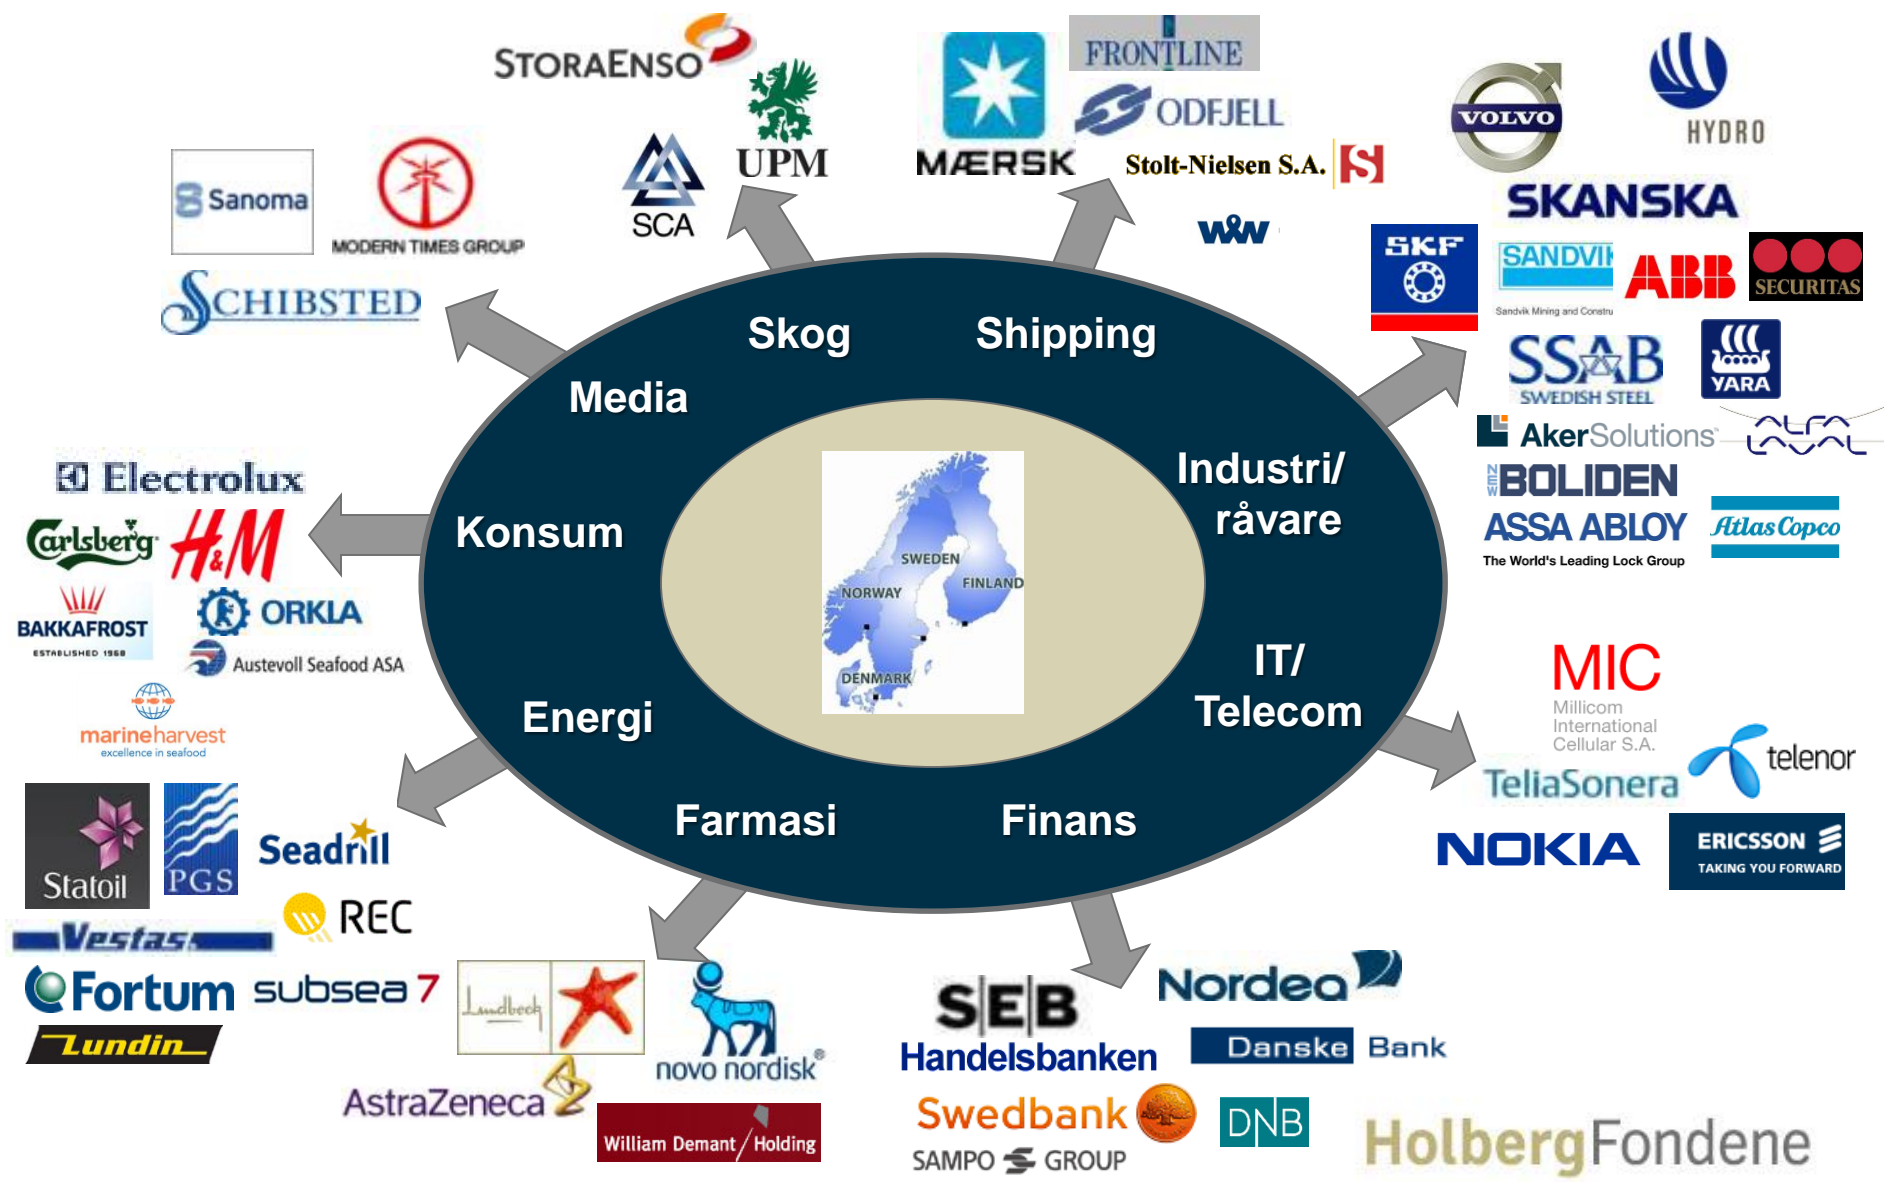 STORAENSO
UPM
SCA
MÆRSK
FRONTLINE
ODFJELL
Stolt-Nielsen S.A. S
W&W
VOLVO
HYDRO
SKANSKA
SKF
SANDVIK
Sandvik Mining and Constru
ABB
SECURITAS
SSAB
SWEDISH STEEL
YARA
AkerSolutions
ALFA
LAVAL
NEW BOLIDEN
ASSA ABLOY
The World's Leading Lock Group
Atlas Copco
Sanoma
MODERN TIMES GROUP
SCHIBSTED
Skog
Shipping
Media
Industri/
råvare
Konsum
IT/
Telecom
Energi
Farmasi
Finans
SWEDEN
FINLAND
NORWAY
DENMARK
Electrolux
Carlsberg
H&M
BAKKAFROST
ESTABLISHED 1968
ORKLA
Austevoll Seafood ASA
marineharvest
excellence in seafood
MIC
Millicom
International
Cellular S.A.
telenor
TeliaSonera
NOKIA
ERICSSON
TAKING YOU FORWARD
Statoil
PGS
Seadrill
REC
Vestas
Fortum
subsea 7
Lundin
Lundbeck
novo nordisk®
AstraZeneca
William Demant / Holding
SEB
Nordea
Handelsbanken
Danske Bank
Swedbank
DNB
SAMPO GROUP
HolbergFondene